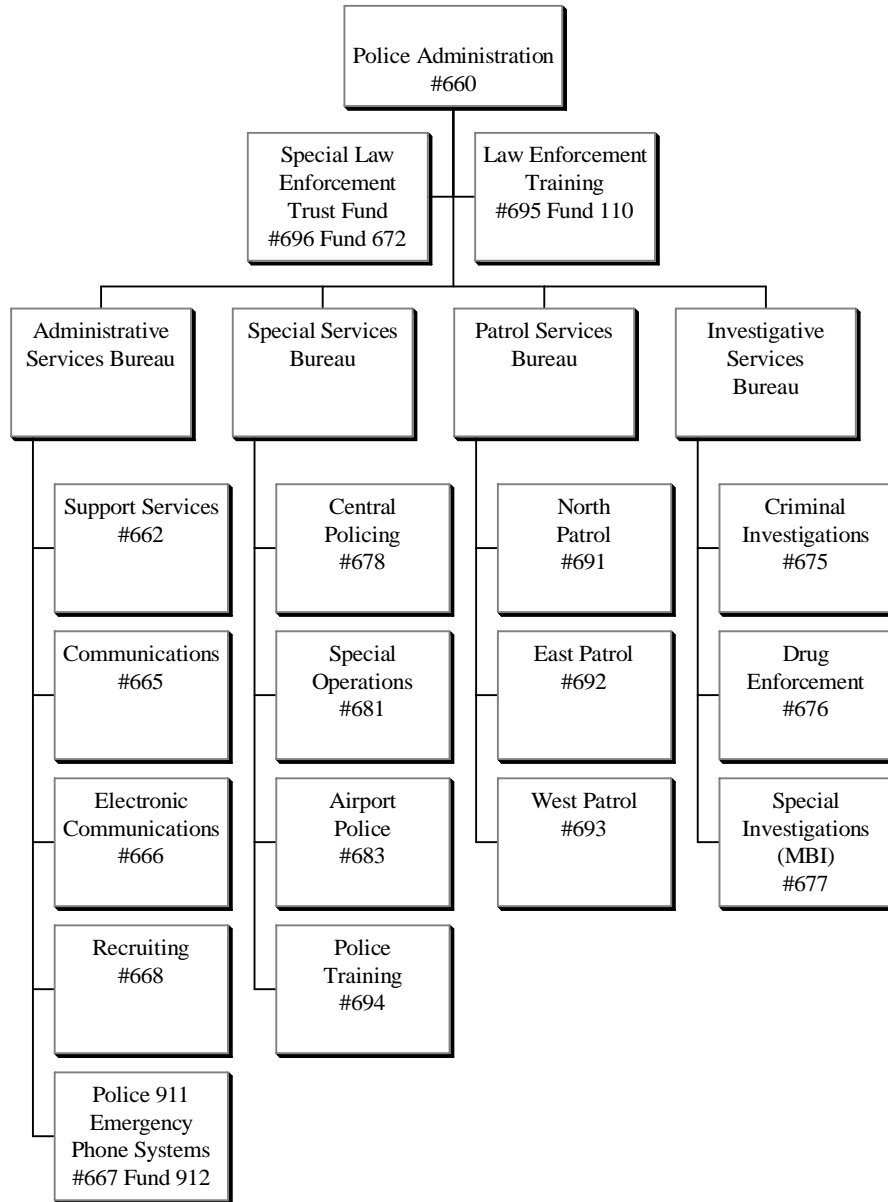 Police Administration
#660
Special Law
Enforcement
Trust Fund
#696 Fund 672
Law Enforcement
Training
#695 Fund 110
Administrative
Services Bureau
Special Services
Bureau
Patrol Services
Bureau
Investigative
Services
Bureau
Support Services
#662
Central
Policing
#678
North
Patrol
#691
Criminal
Investigations
#675
Communications
#665
Special
Operations
#681
East Patrol
#692
Drug
Enforcement
#676
Electronic
Communications
#666
Airport
Police
#683
West Patrol
#693
Special
Investigations
(MBI)
#677
Recruiting
#668
Police
Training
#694
Police 911
Emergency
Phone Systems
#667 Fund 912